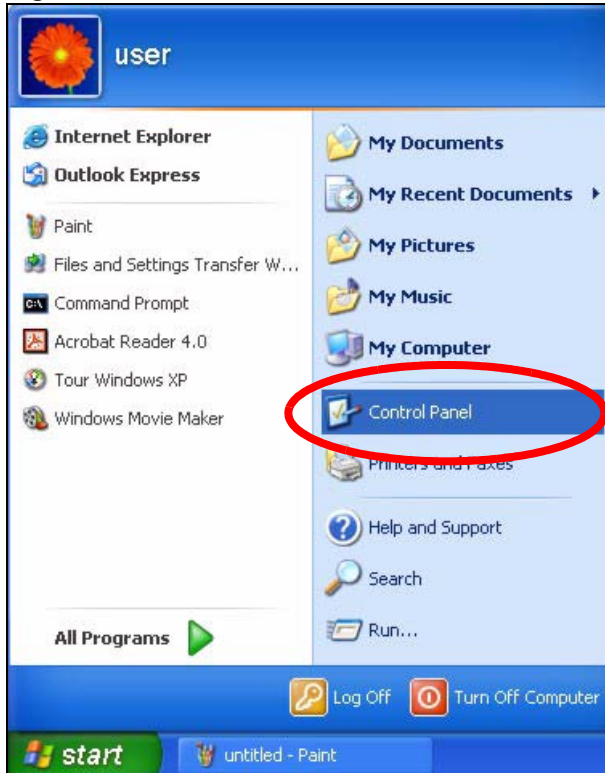 user
Internet Explorer
Outlook Express
Paint
Files and Settings Transfer W...
Command Prompt
Acrobat Reader 4.0
Tour Windows XP
Windows Movie Maker
All Programs
My Documents
My Recent Documents
My Pictures
My Music
My Computer
Control Panel
Printers and Faxes
Help and Support
Search
Run...
Log Off
Turn Off Computer
start
untitled - Paint